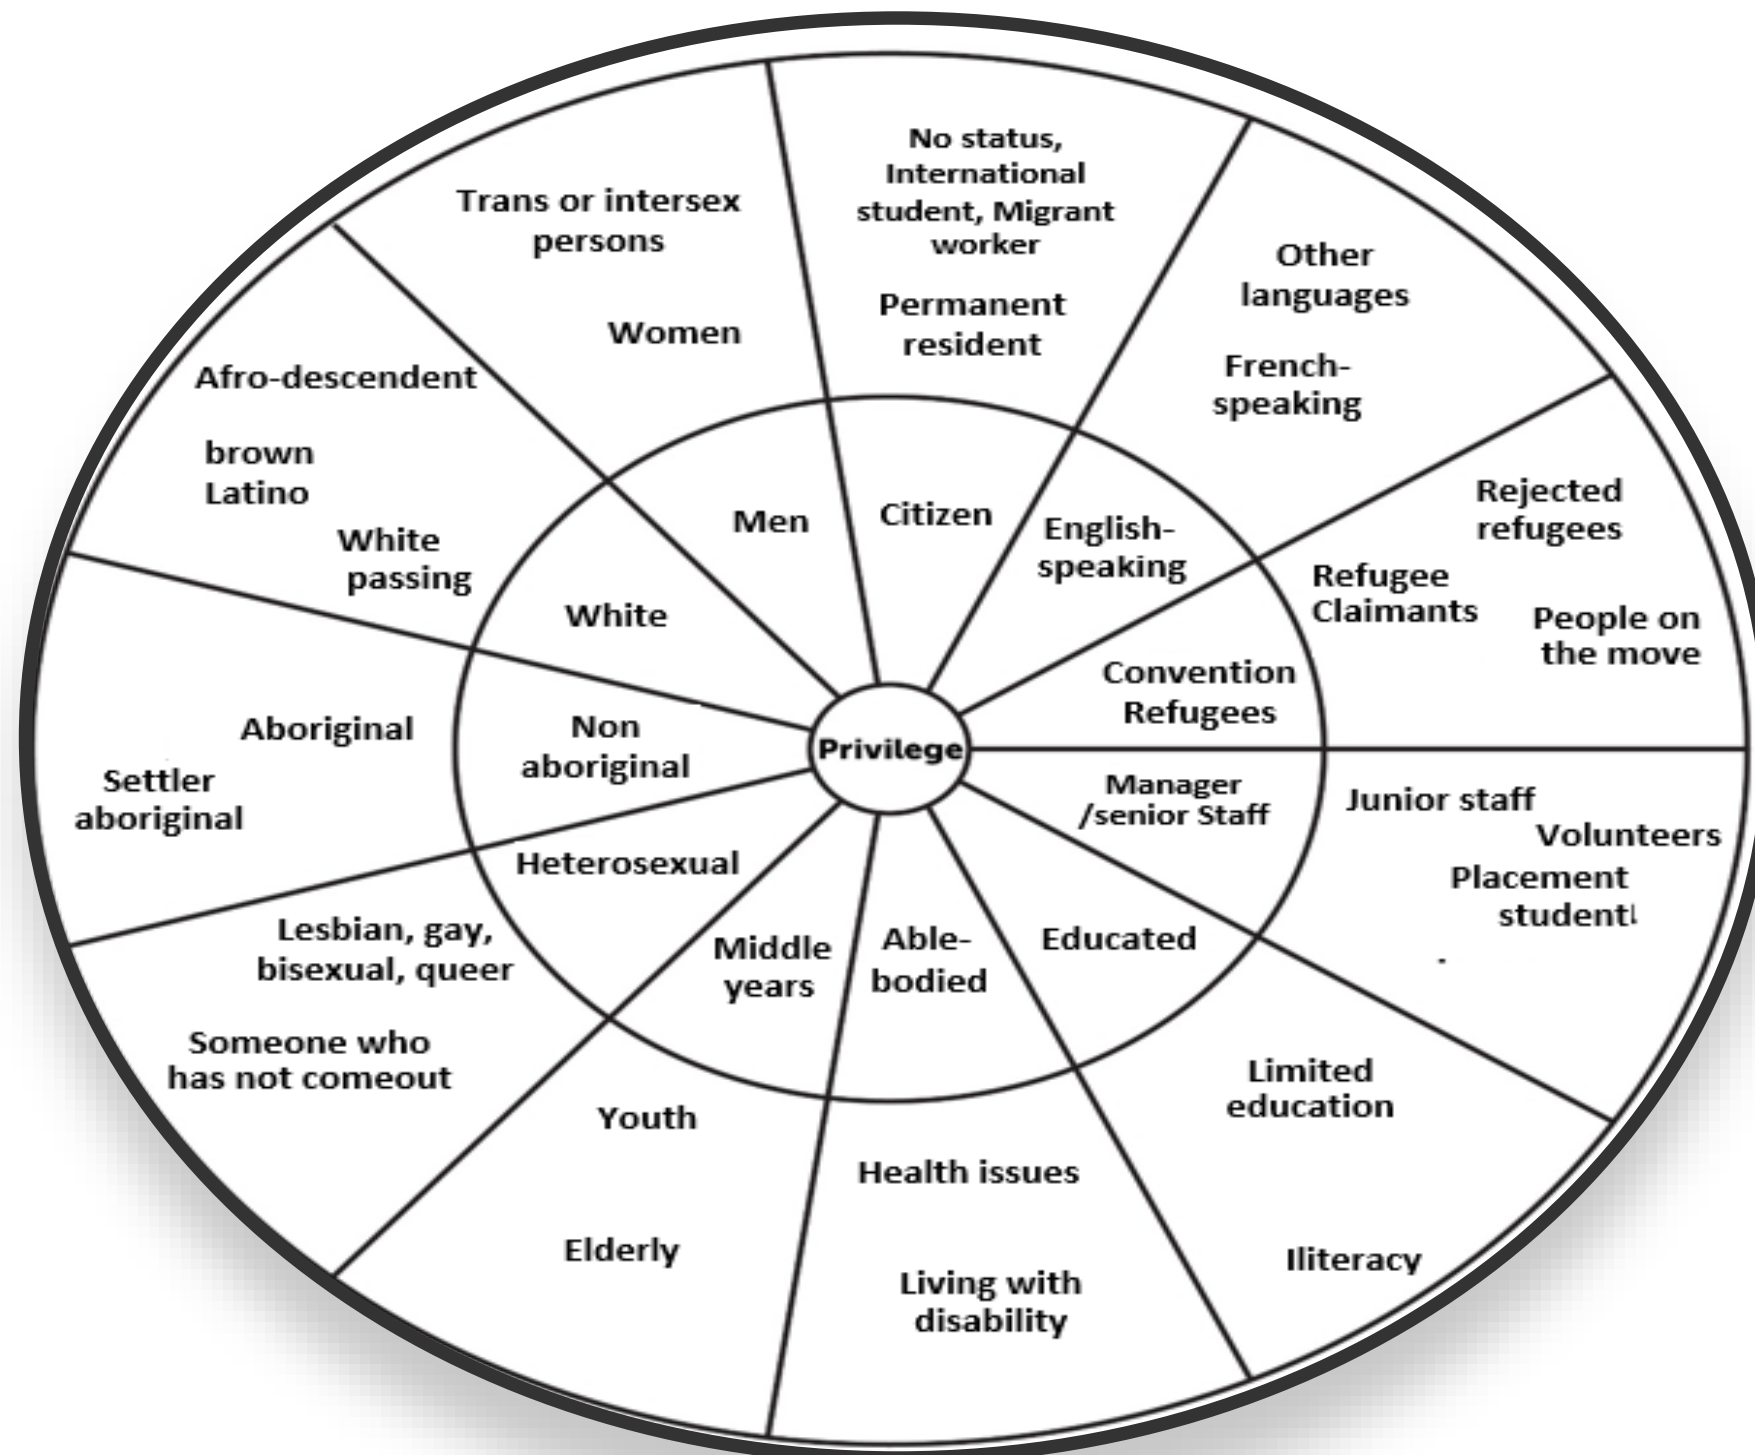 No status,
International
student, Migrant
worker
Permanent
resident
Citizen
Other
languages
French-
speaking
English-
speaking
Rejected
refugees
Refugee
Claimants
People on
the move
Convention
Refugees
Manager
/senior Staff
Junior staff
Volunteers
Placement
student
Educated
Limited
education
Iliteracy
Able-
bodied
Health issues
Living with
disability
Middle
years
Youth
Elderly
Heterosexual
Lesbian, gay,
bisexual, queer
Someone who
has not comeout
Non
aboriginal
Aboriginal
Settler
aboriginal
White
White
passing
brown
Latino
Afro-descendent
Men
Women
Trans or intersex
persons
Privilege